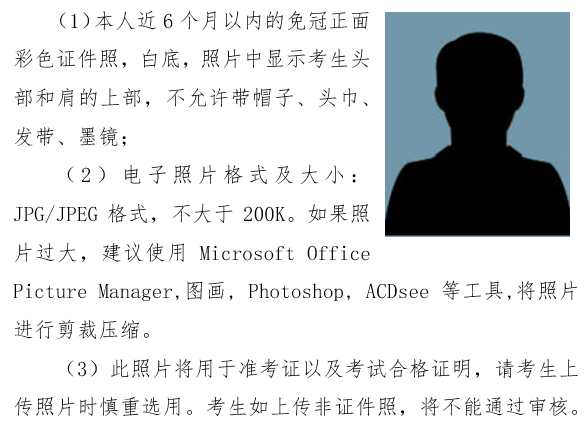 (1)本人近 6 个月以内的免冠正面
彩色证件照，白底，照片中显示考生头
部和肩的上部，不允许带帽子、头巾、
发带、墨镜；
（2）电子照片格式及大小：
JPG/JPEG 格式，不大于 200K。如果照
片过大，建议使用 Microsoft Office
Picture Manager,图画, Photoshop, ACDsee 等工具,将照片
进行剪裁压缩。
（3）此照片将用于准考证以及考试合格证明，请考生上
传照片时慎重选用。考生如上传非证件照，将不能通过审核。